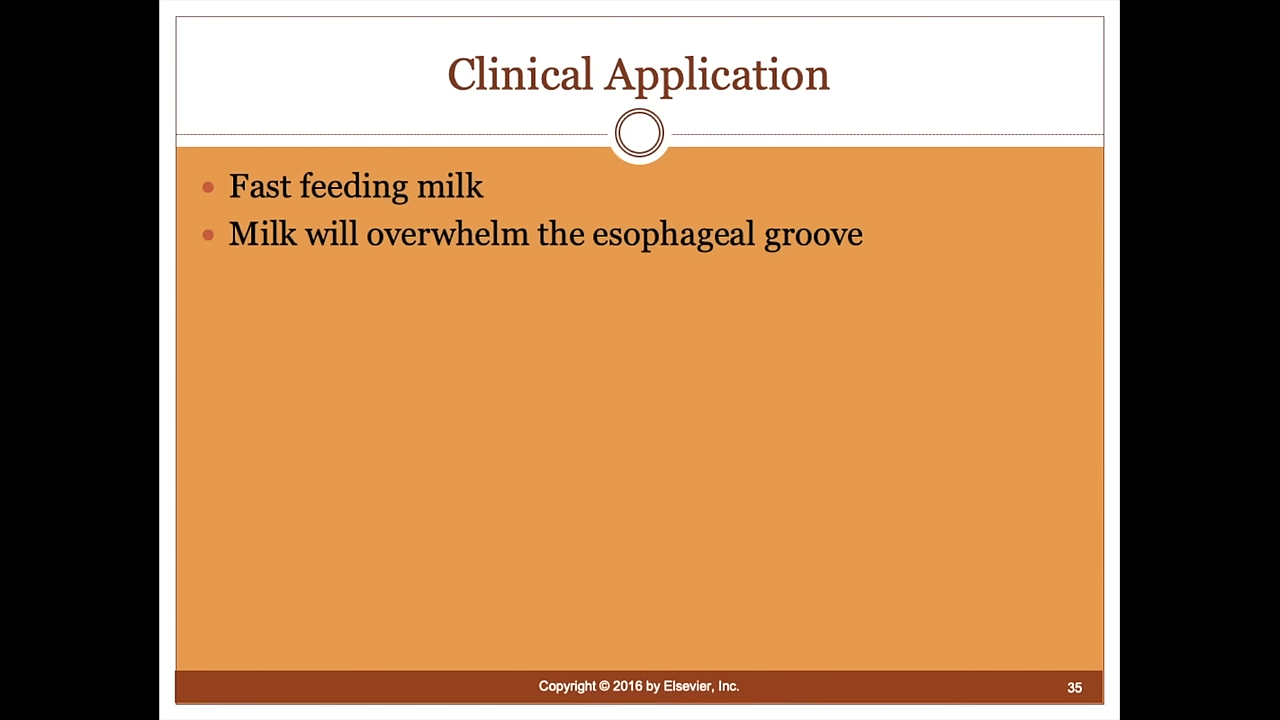 Clinical Application
Fast feeding milk
Milk will overwhelm the esophageal groove
Copyright © 2016 by Elsevier, Inc.
35